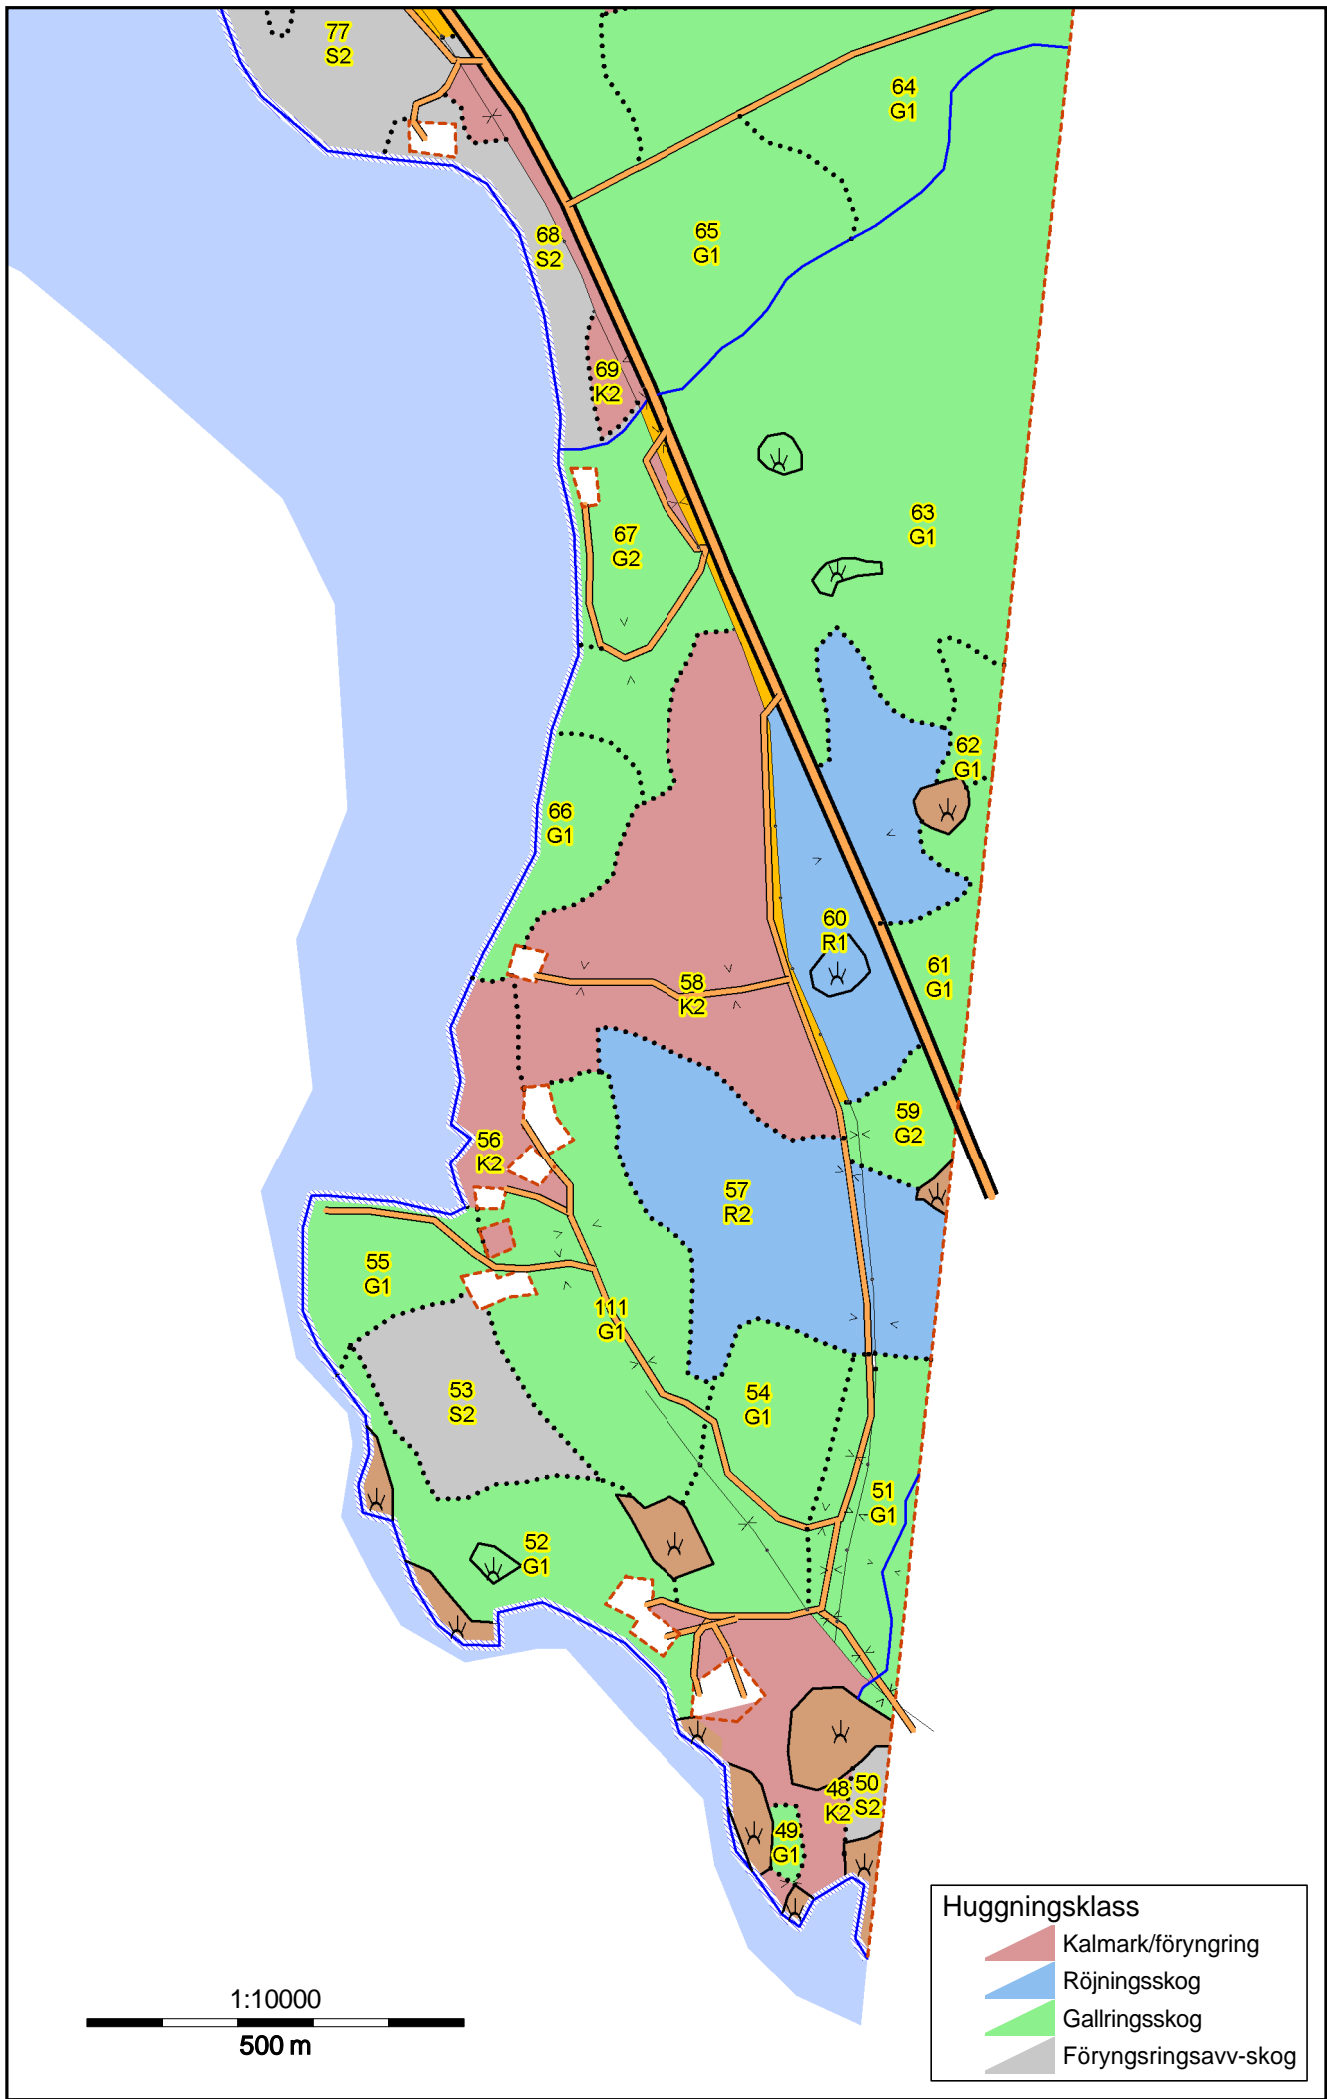 77
S2
64
G1
65
G1
68
S2
69
K2
63
G1
67
G2
62
G1
66
G1
60
R1
61
G1
58
K2
59
G2
56
K2
57
R2
55
G1
111
G1
53
S2
54
G1
51
G1
52
G1
50
S2
48
K2
49
G1
Huggningsklass
Kalmark/föryngring
Röjningsskog
Gallringsskog
Föryngsringsavv-skog
1:10000
500 m